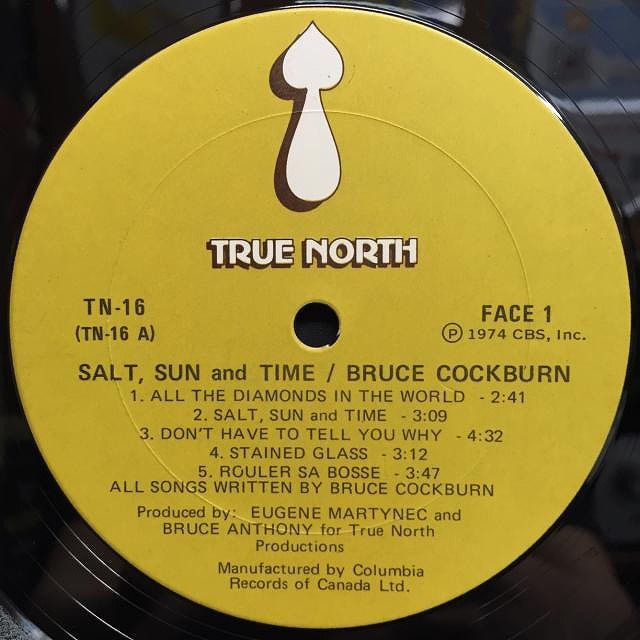 TRUE NORTH
TN-16
(TN-16 A)
FACE 1
Ⓟ 1974 CBS, Inc.
SALT, SUN and TIME / BRUCE COCKBURN
1. ALL THE DIAMONDS IN THE WORLD - 2:41
2. SALT, SUN and TIME - 3:09
3. DON'T HAVE TO TELL YOU WHY - 4:32
4. STAINED GLASS - 3:12
5. ROULER SA BOSSE - 3:47
ALL SONGS WRITTEN BY BRUCE COCKBURN
Produced by: EUGENE MARTYNEC and
BRUCE ANTHONY for True North
Productions
Manufactured by Columbia
Records of Canada Ltd.